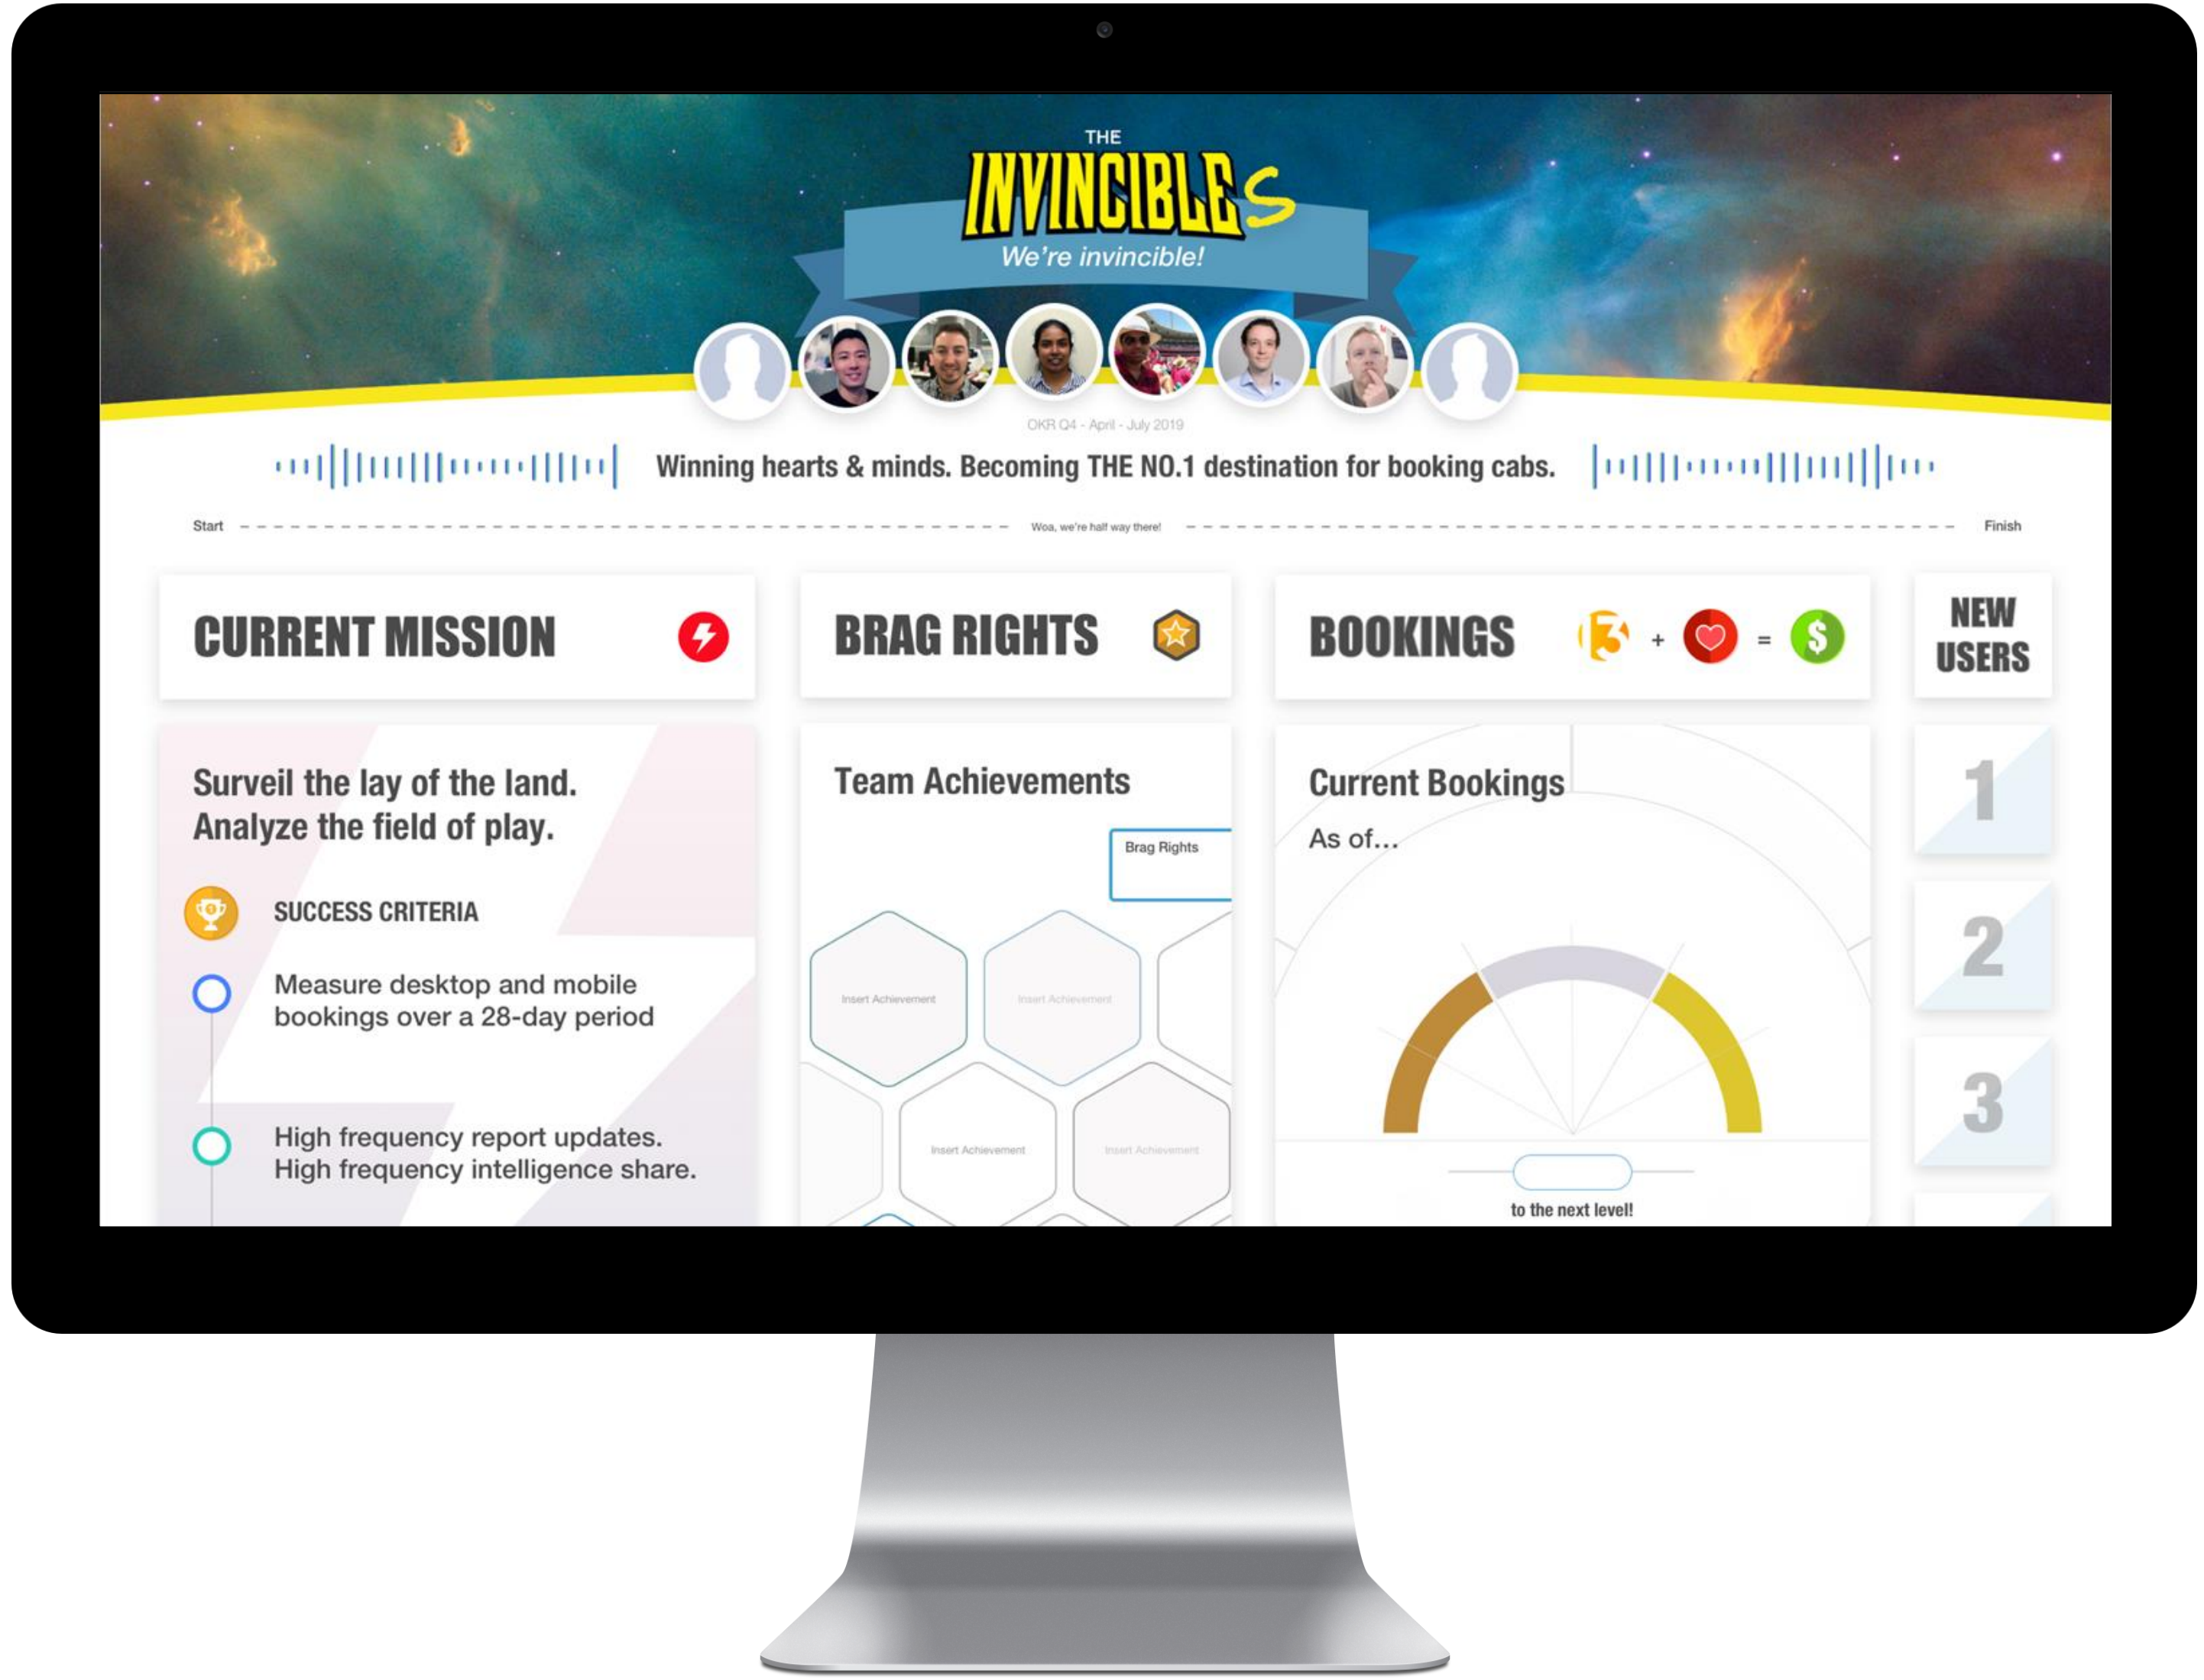 THE
INVINCIBLES
We're invincible!
OKR Q4 - April - July 2019
Winning hearts & minds. Becoming THE NO.1 destination for booking cabs.
Start
Woa, we're half way there!
Finish
CURRENT MISSION
Surveil the lay of the land.
Analyze the field of play.
SUCCESS CRITERIA
Measure desktop and mobile
bookings over a 28-day period
High frequency report updates.
High frequency intelligence share.
BRAG RIGHTS
Team Achievements
Brag Rights
Insert Achievement
Insert Achievement
Insert Achievement
Insert Achievement
BOOKINGS
13 + = $
Current Bookings
As of...
to the next level!
NEW
USERS
1
2
3